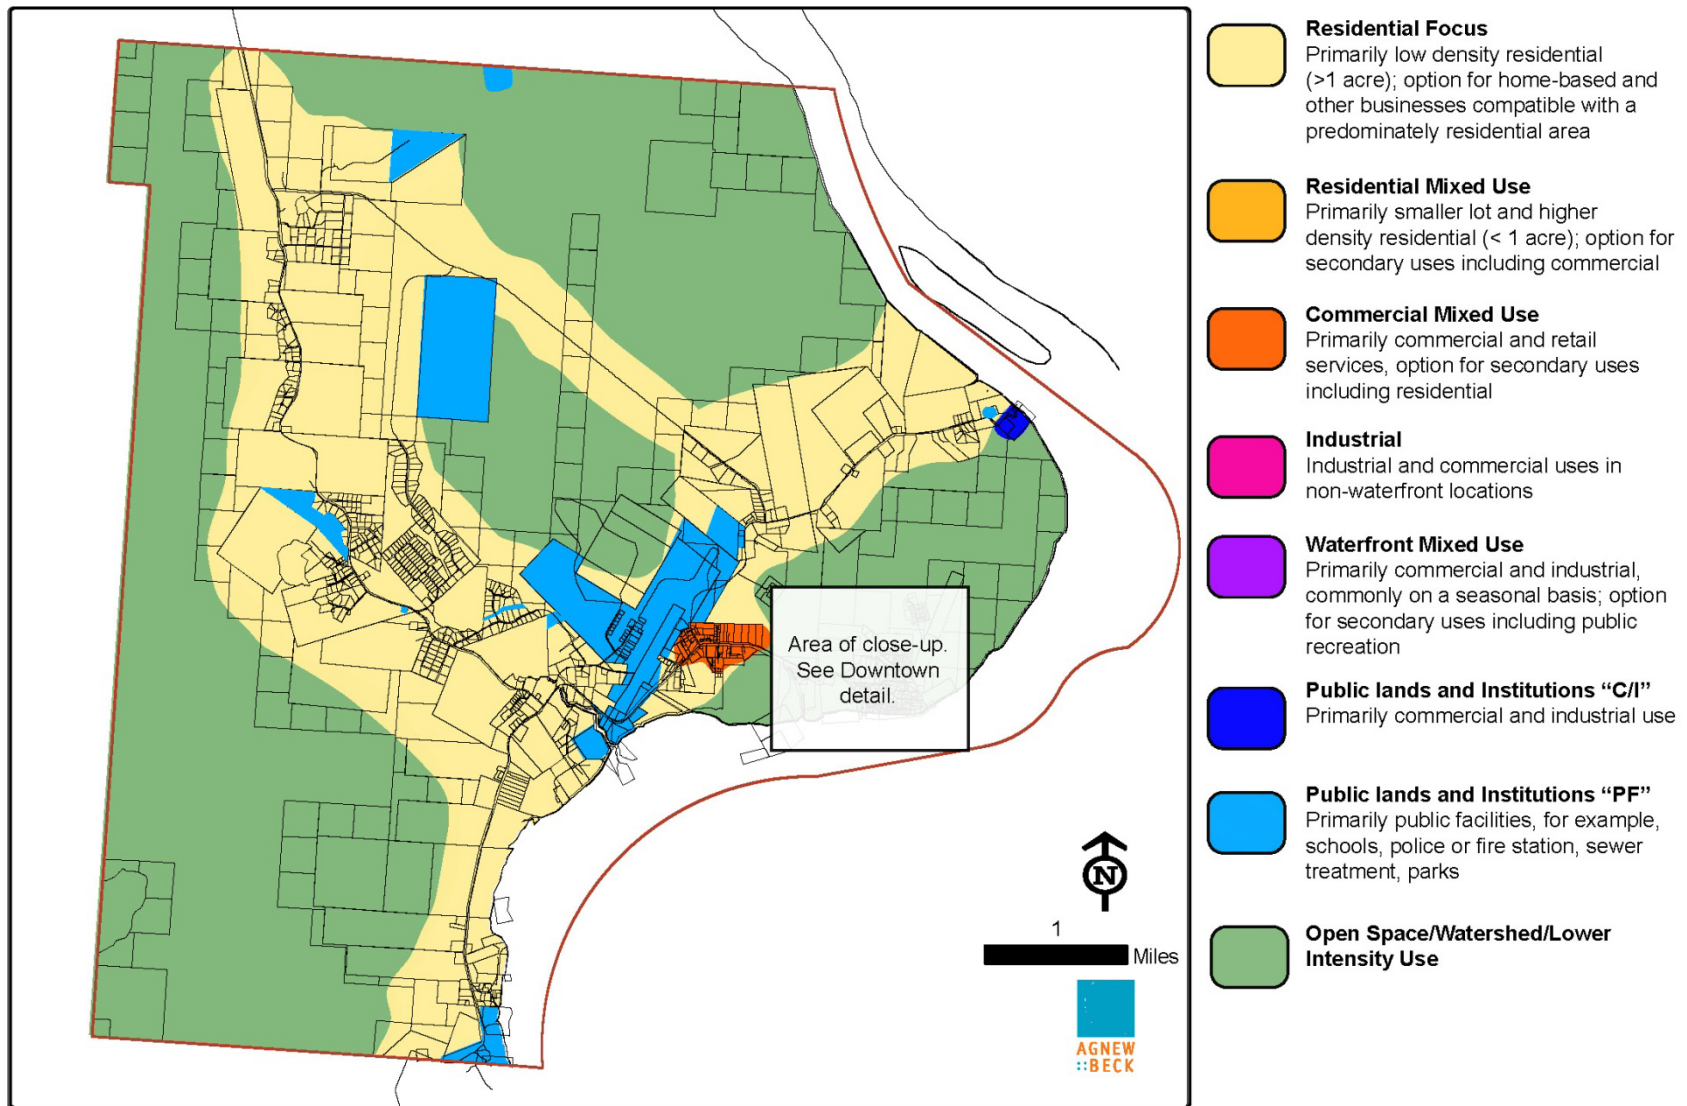 Residential Focus
Primarily low density residential
(>1 acre); option for home-based and
other businesses compatible with a
predominately residential area
Residential Mixed Use
Primarily smaller lot and higher
density residential (< 1 acre); option for
secondary uses including commercial
Commercial Mixed Use
Primarily commercial and retail
services, option for secondary uses
including residential
Industrial
Industrial and commercial uses in
non-waterfront locations
Waterfront Mixed Use
Primarily commercial and industrial,
commonly on a seasonal basis; option
for secondary uses including public
recreation
Public lands and Institutions “C/I”
Primarily commercial and industrial use
Public lands and Institutions “PF”
Primarily public facilities, for example,
schools, police or fire station, sewer
treatment, parks
Open Space/Watershed/Lower
Intensity Use
Area of close-up.
See Downtown
detail.
N
1
Miles
AGNEW
::BECK